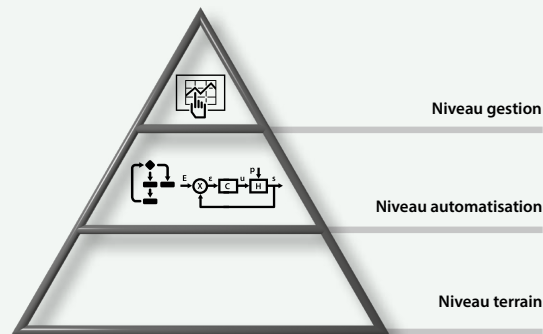 Niveau gestion
E ε u P s
X C H
Niveau automatisation
Niveau terrain